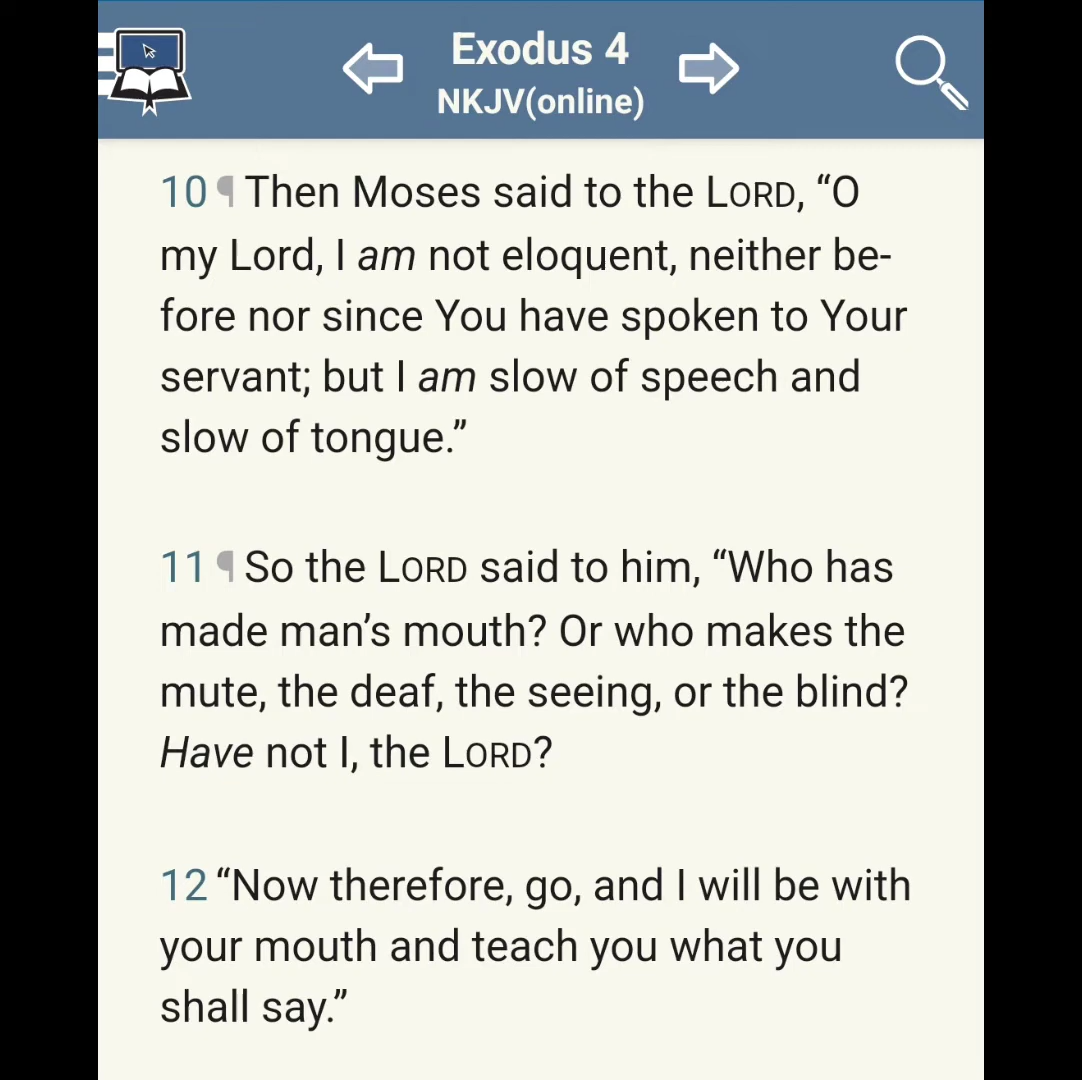 Exodus 4
NKJV(online)
10 ¶ Then Moses said to the LORD, “O
my Lord, I am not eloquent, neither be-
fore nor since You have spoken to Your
servant; but I am slow of speech and
slow of tongue.”
11 ¶ So the LORD said to him, “Who has
made man’s mouth? Or who makes the
mute, the deaf, the seeing, or the blind?
Have not I, the LORD?
12 “Now therefore, go, and I will be with
your mouth and teach you what you
shall say.”